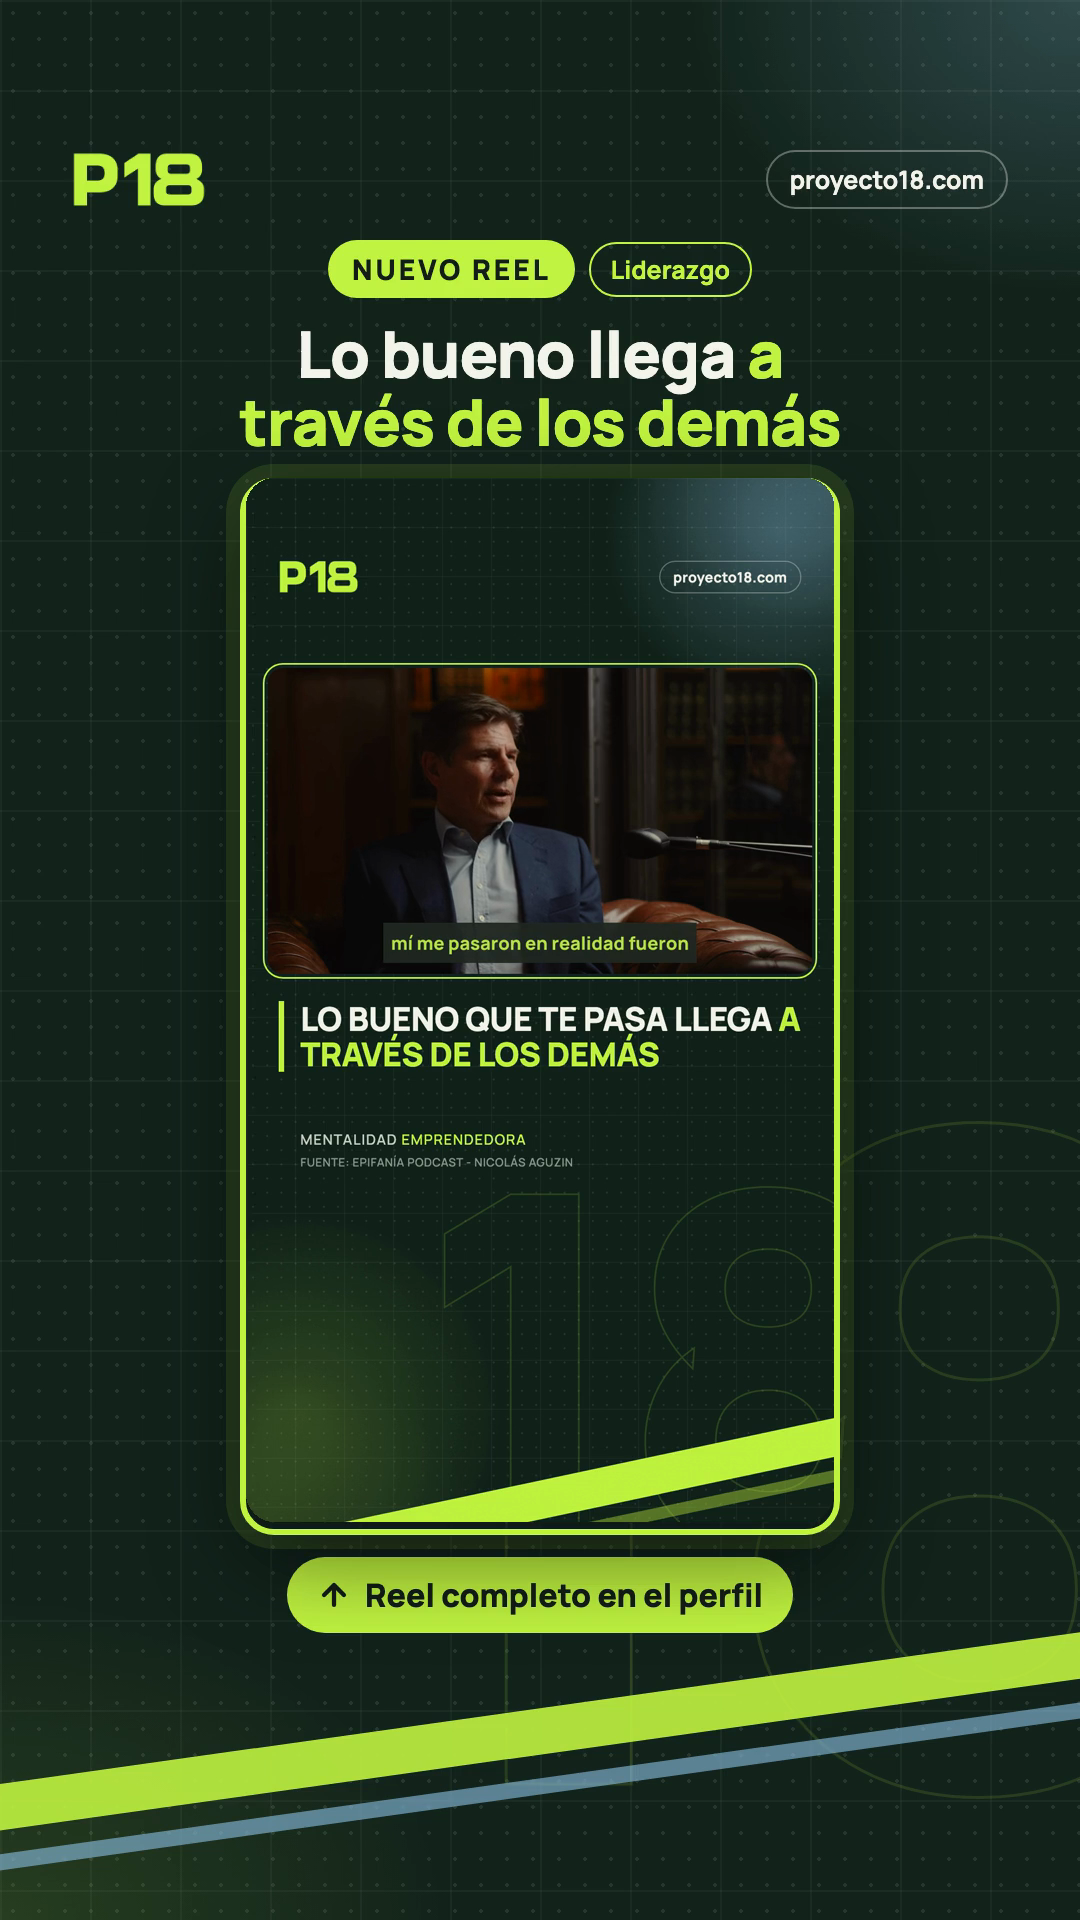 P18
proyecto18.com
NUEVO REEL
Liderazgo
Lo bueno llega a
través de los demás
P18
proyecto18.com
mí me pasaron en realidad fueron
LO BUENO QUE TE PASA LLEGA A
TRAVÉS DE LOS DEMÁS
MENTALIDAD EMPRENDEDORA
FUENTE: EPIFANÍA PODCAST - NICOLÁS AGUZIN
18
↑ Reel completo en el perfil
18